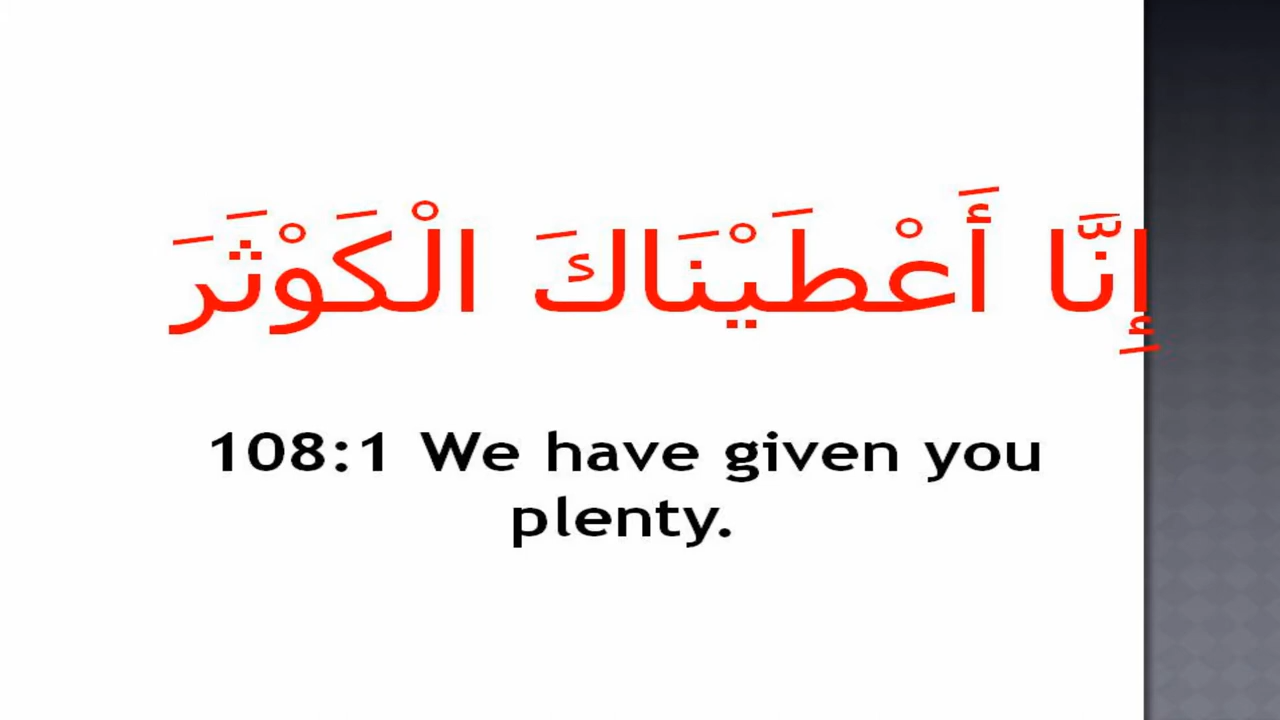 إِنَّا أَعْطَيْنَاكَ الْكَوْثَرَ
108:1 We have given you
plenty.